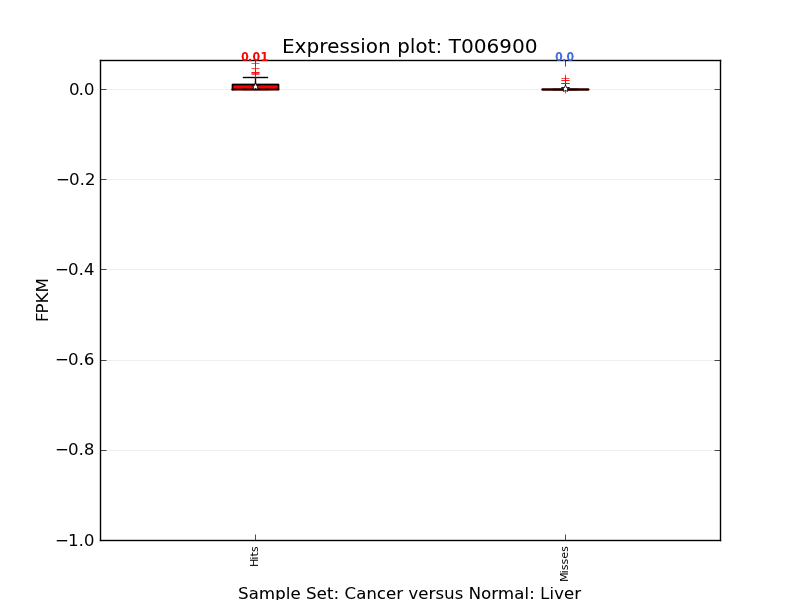 Expression plot: T006900
0.01
0.0
0.0
−0.2
−0.4
−0.6
−0.8
−1.0
FPKM
Hits
Misses
Sample Set: Cancer versus Normal: Liver